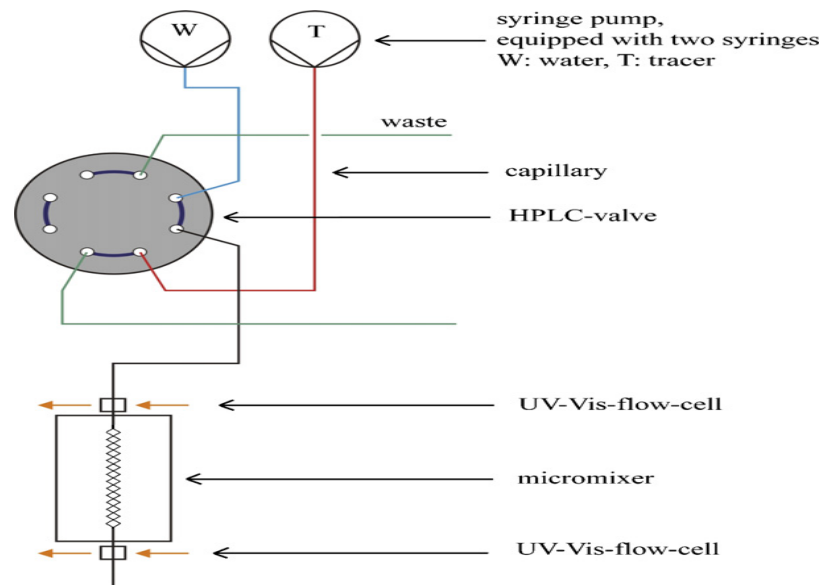 W
T
syringe pump,
equipped with two syringes
W: water, T: tracer
waste
capillary
HPLC-valve
UV-Vis-flow-cell
micromixer
UV-Vis-flow-cell